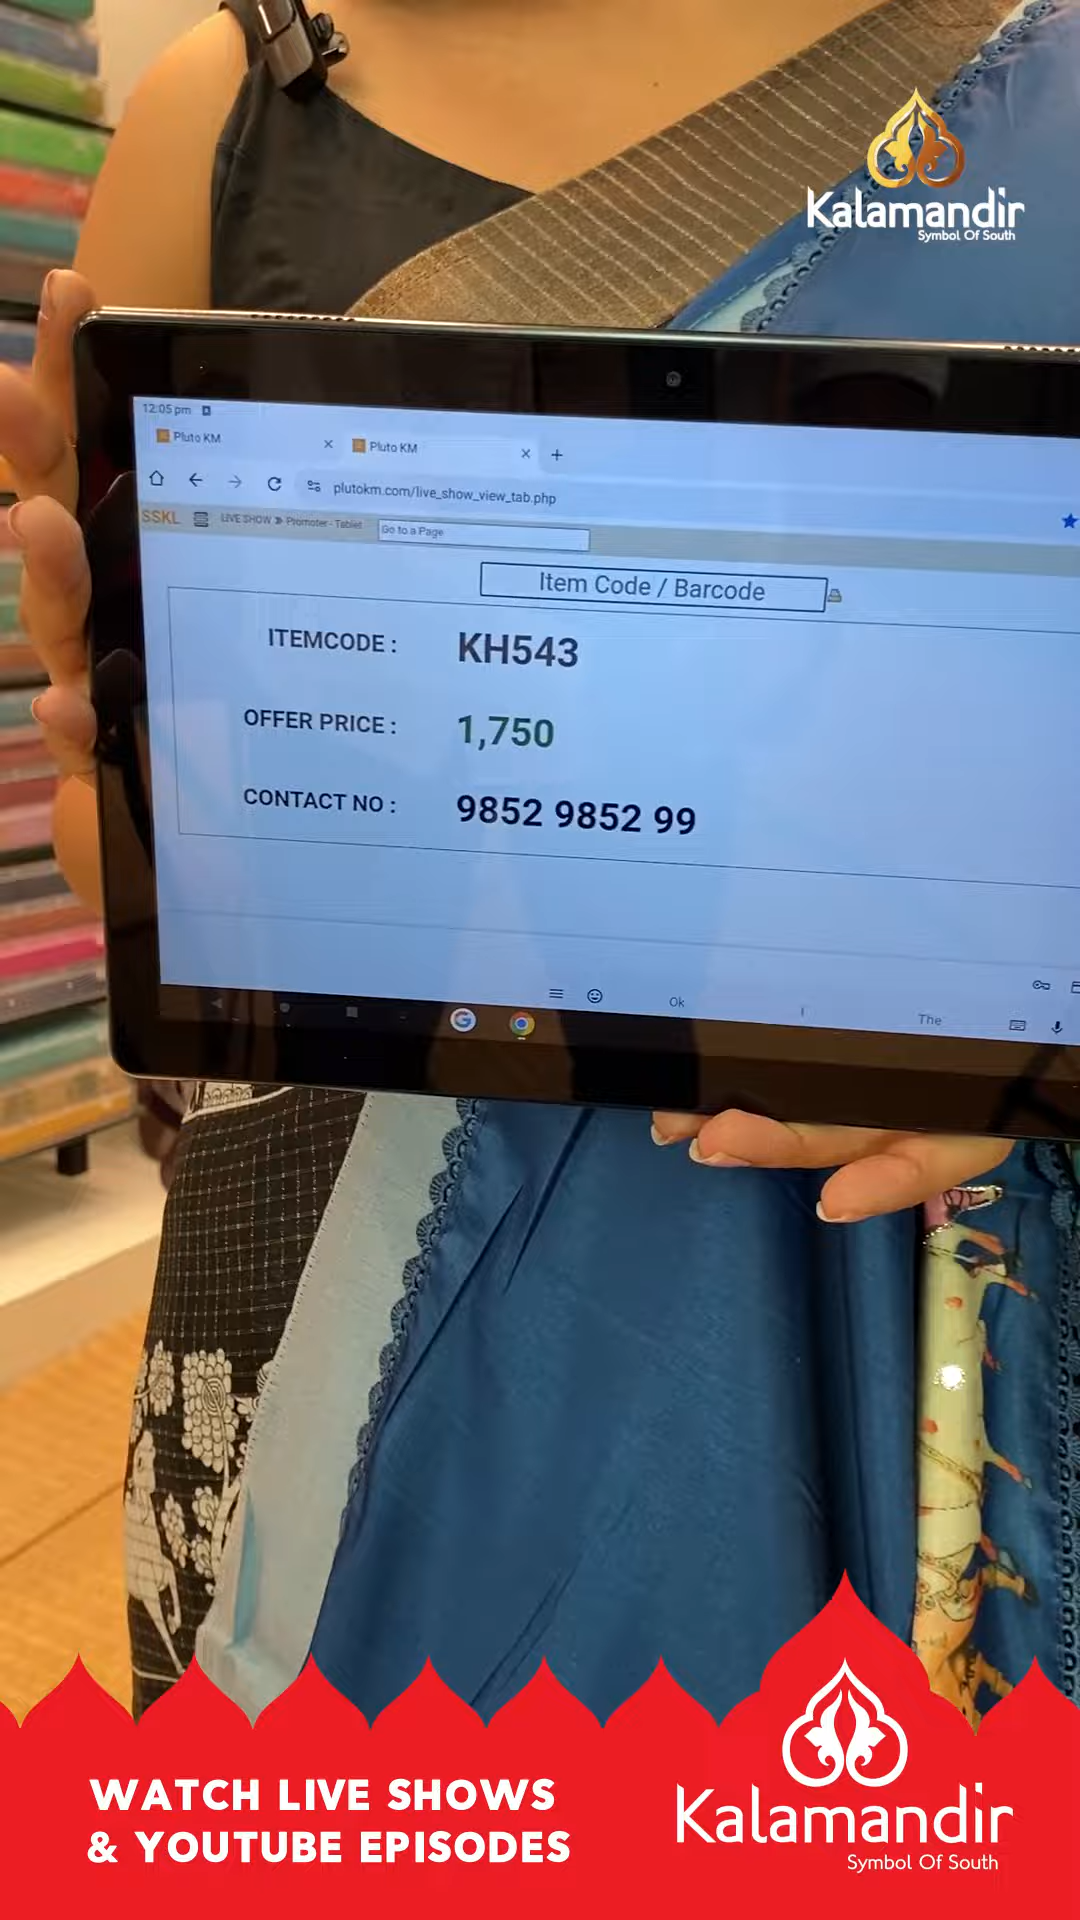 Kalamandir
Symbol Of South
12:05 pm
Pluto KM
Pluto KM
plutokm.com/live_show_view_tab.php
SSKL
LIVE SHOW
Promoter - Tablet
Go to a Page
Item Code / Barcode
ITEMCODE :
KH543
OFFER PRICE :
1,750
CONTACT NO :
9852 9852 99
Ok
I
The
WATCH LIVE SHOWS
& YOUTUBE EPISODES
Kalamandir
Symbol Of South